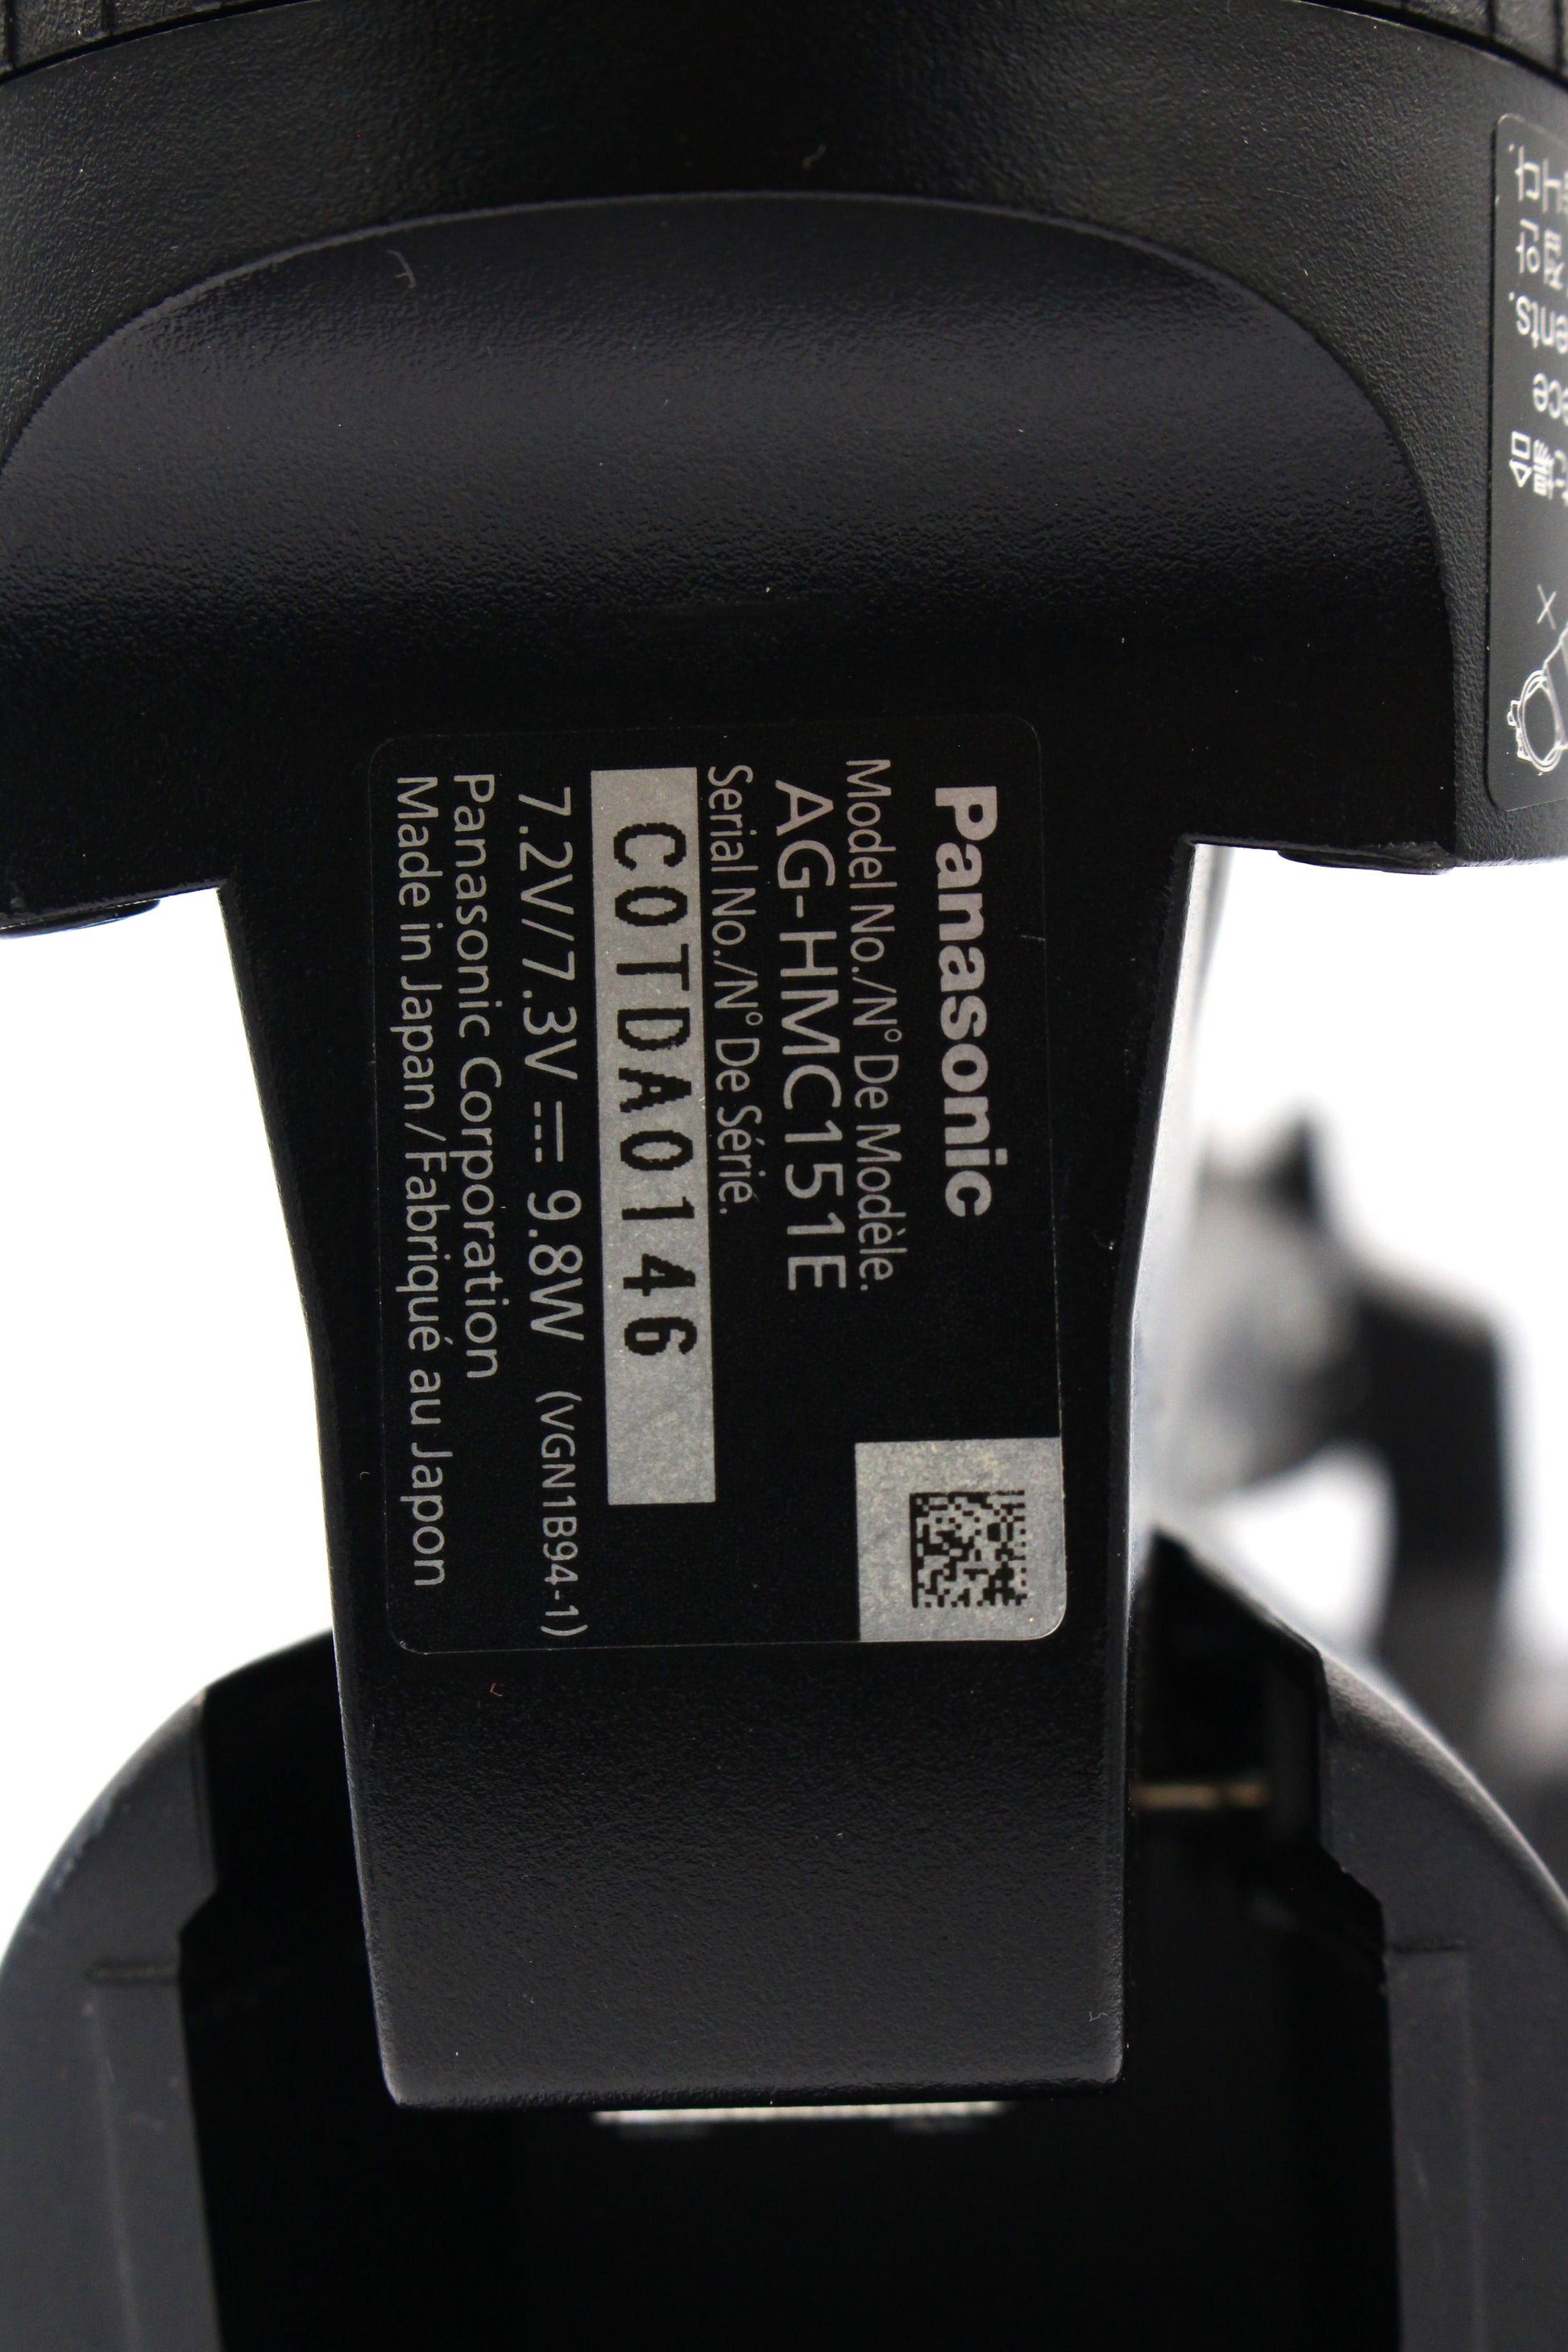 Panasonic
Model No./N° De Modèle.
AG-HMC151E
Serial No./N° De Série.
C0TDA0146
7.2V/7.3V ⎓ 9.8W (VGN1B94-1)
Panasonic Corporation
Made in Japan / Fabriqué au Japon